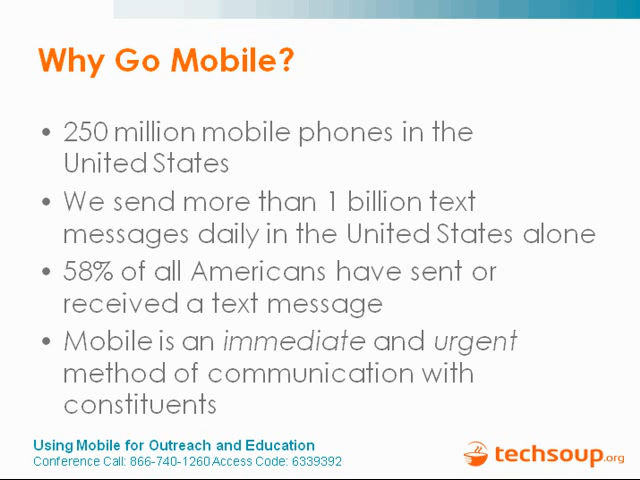 Why Go Mobile?
• 250 million mobile phones in the
United States
• We send more than 1 billion text
messages daily in the United States alone
• 58% of all Americans have sent or
received a text message
• Mobile is an immediate and urgent
method of communication with
constituents
Using Mobile for Outreach and Education
Conference Call: 866-740-1260 Access Code: 6339392
techsoup.org